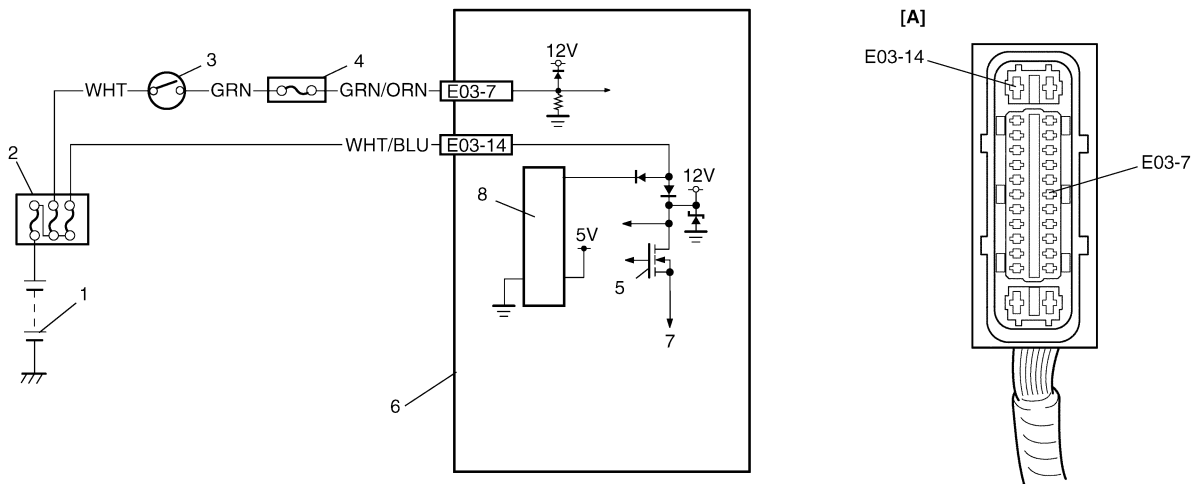 [A]
E03-14
E03-7
12V
3
4
WHT
GRN
GRN/ORN
E03-7
WHT/BLU
E03-14
2
12V
8
5V
5
1
7
6